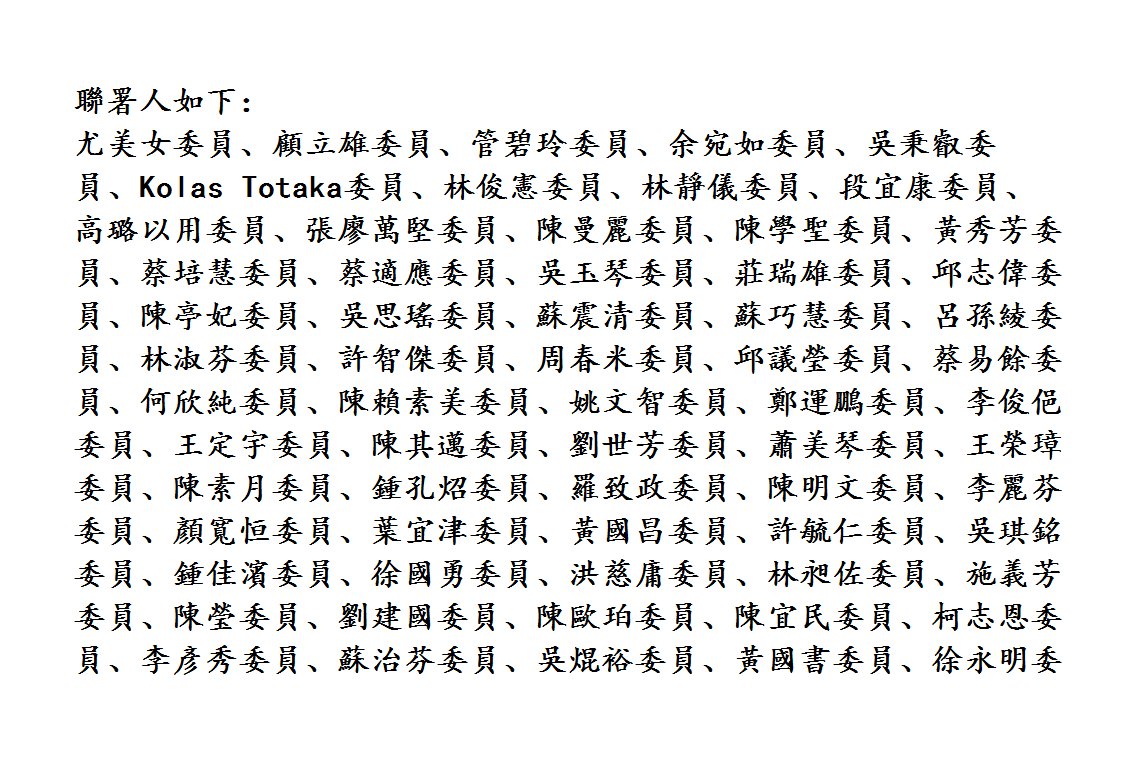 聯署人如下：
尤美女委員、顧立雄委員、管碧玲委員、余宛如委員、吳秉叡委
員、Kolas Totaka委員、林俊憲委員、林靜儀委員、段宜康委員、
高璐以用委員、張廖萬堅委員、陳曼麗委員、陳學聖委員、黃秀芳委
員、蔡培慧委員、蔡適應委員、吳玉琴委員、莊瑞雄委員、邱志偉委
員、陳亭妃委員、吳思瑤委員、蘇震清委員、蘇巧慧委員、呂孫綾委
員、林淑芬委員、許智傑委員、周春米委員、邱議瑩委員、蔡易餘委
員、何欣純委員、陳賴素美委員、姚文智委員、鄭運鵬委員、李俊俋
委員、王定宇委員、陳其邁委員、劉世芳委員、蕭美琴委員、王榮璋
委員、陳素月委員、鍾孔炤委員、羅致政委員、陳明文委員、李麗芬
委員、顏寬恒委員、葉宜津委員、黃國昌委員、許毓仁委員、吳琪銘
委員、鍾佳濱委員、徐國勇委員、洪慈庸委員、林昶佐委員、施義芳
委員、陳瑩委員、劉建國委員、陳歐珀委員、陳宜民委員、柯志恩委
員、李彥秀委員、蘇治芬委員、吳焜裕委員、黃國書委員、徐永明委